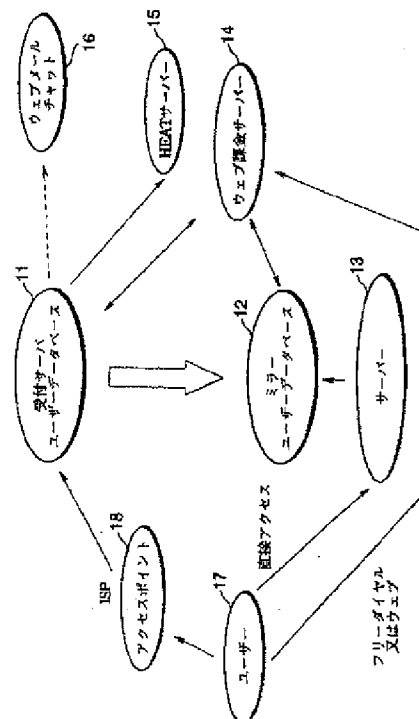 16
ウェブメール
チャット
15
HEATサーバー
14
ウェブ課金サーバー
11
受付サーバ
ユーザーデータベース
12
ミラー
ユーザーデータベース
13
サーバー
ISP
18
アクセスポイント
直接アクセス
17
ユーザー
フリーダイヤル
又はウェブ